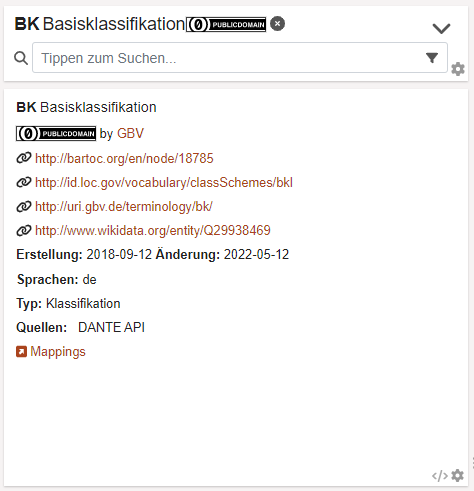 BK Basisklassifikation 0 PUBLICDOMAIN
Tippen zum Suchen...
BK Basisklassifikation
0 PUBLICDOMAIN by GBV
http://bartoc.org/en/node/18785
http://id.loc.gov/vocabulary/classSchemes/bkl
http://uri.gbv.de/terminology/bk/
http://www.wikidata.org/entity/Q29938469
Erstellung: 2018-09-12 Änderung: 2022-05-12
Sprachen: de
Typ: Klassifikation
Quellen: DANTE API
Mappings